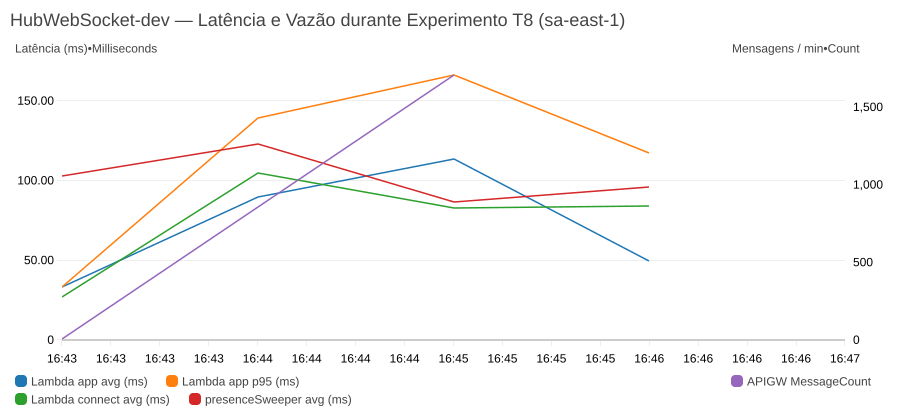 HubWebSocket-dev — Latência e Vazão durante Experimento T8 (sa-east-1)
Latência (ms)•Milliseconds Mensagens / min•Count
150.00 1,500
100.00 1,000
50.00 500
0 0
16:43 16:43 16:43 16:43 16:44 16:44 16:44 16:44 16:45 16:45 16:45 16:45 16:46 16:46 16:46 16:46 16:47
Lambda app avg (ms) Lambda app p95 (ms) APIGW MessageCount
Lambda connect avg (ms) presenceSweeper avg (ms)